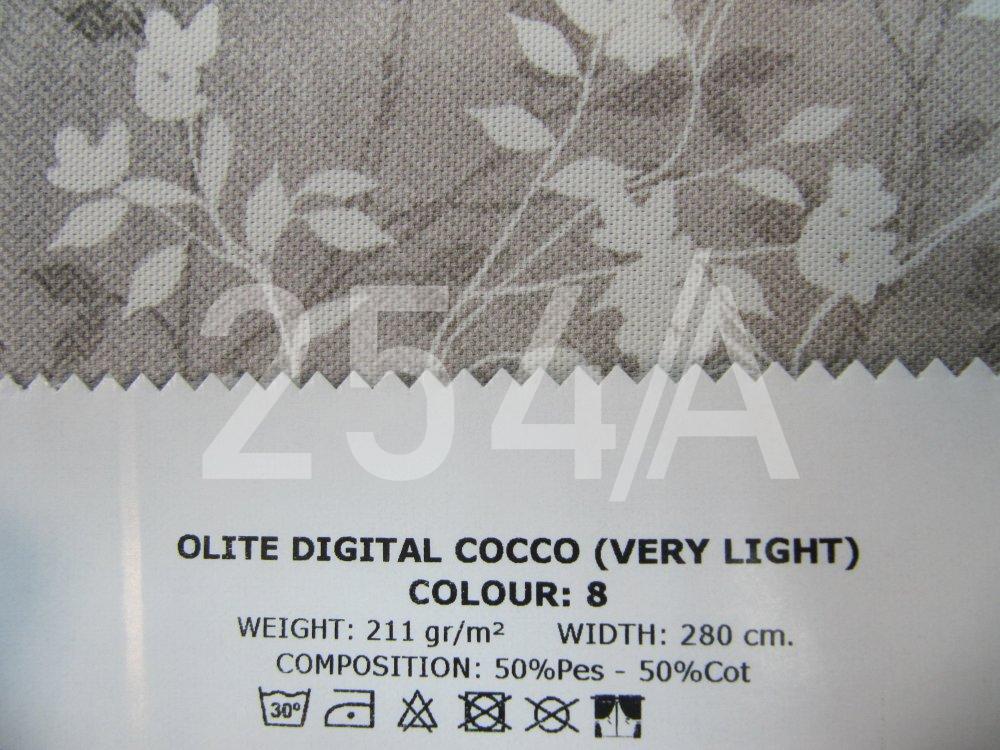 254/A
OLITE DIGITAL COCCO (VERY LIGHT)
COLOUR: 8
WEIGHT: 211 gr/m² WIDTH: 280 cm.
COMPOSITION: 50%Pes - 50%Cot
30°